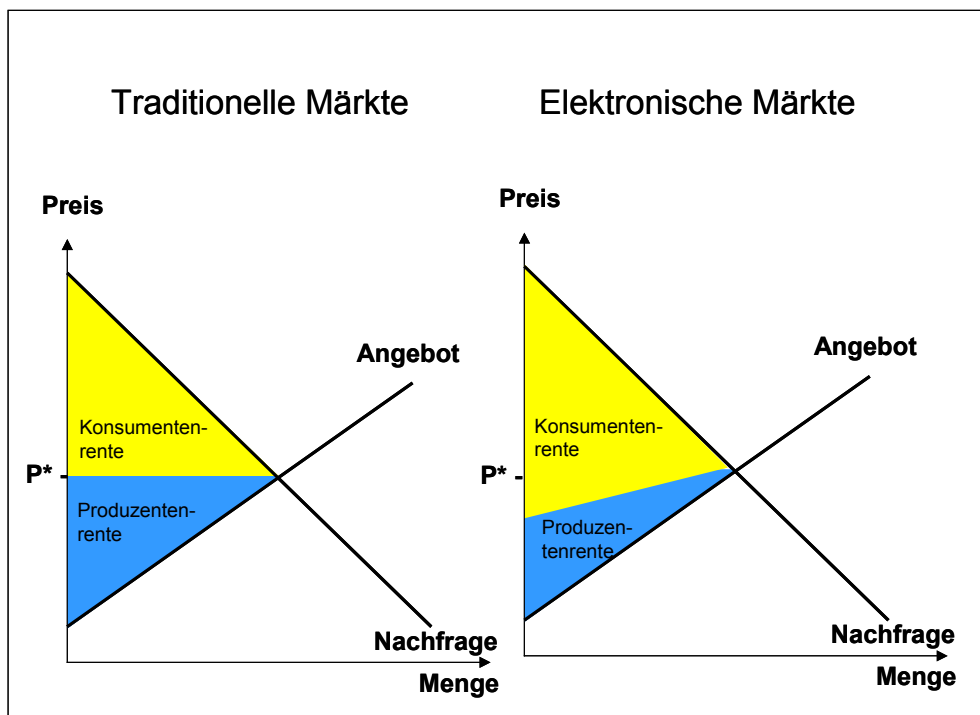 Traditionelle Märkte
Elektronische Märkte
Preis
Angebot
Konsumenten-
rente
P*
Produzenten-
rente
Nachfrage
Menge
Preis
Angebot
Konsumenten-
rente
P*
Produzen-
tenrente
Nachfrage
Menge